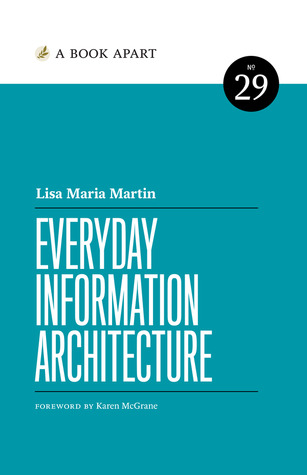 A BOOK APART
Nº
29
Lisa Maria Martin
EVERYDAY
INFORMATION
ARCHITECTURE
FOREWORD BY Karen McGrane